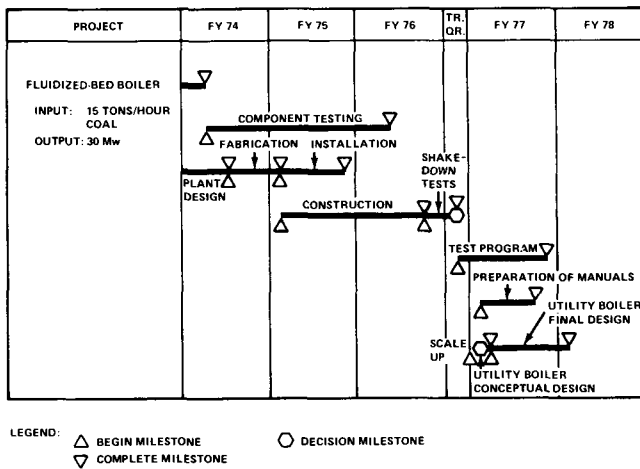 PROJECT
FY 74
FY 75
FY 76
TR. QR.
FY 77
FY 78
FLUIDIZED-BED BOILER
INPUT: 15 TONS/HOUR
COAL
OUTPUT: 30 Mw
COMPONENT TESTING
FABRICATION
INSTALLATION
PLANT
DESIGN
SHAKE-
DOWN
TESTS
CONSTRUCTION
TEST PROGRAM
PREPARATION OF MANUALS
UTILITY BOILER
FINAL DESIGN
SCALE
UP
UTILITY BOILER
CONCEPTUAL DESIGN
LEGEND:
BEGIN MILESTONE
DECISION MILESTONE
COMPLETE MILESTONE